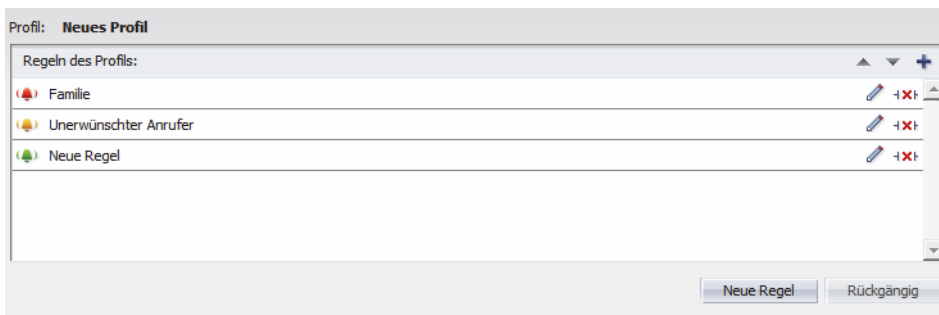 Profil: Neues Profil
Regeln des Profils:
Familie
Unerwünschter Anrufer
Neue Regel
Neue Regel Rückgängig